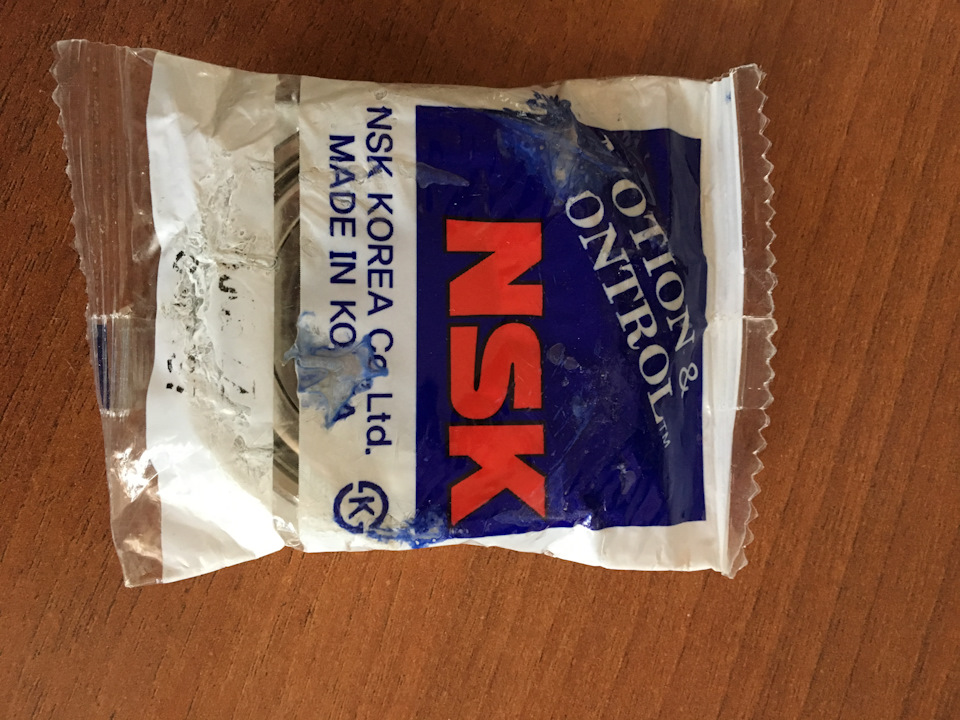 OTION &
ONTROL™
NSK
NSK KOREA Co., Ltd.
MADE IN KO A
K